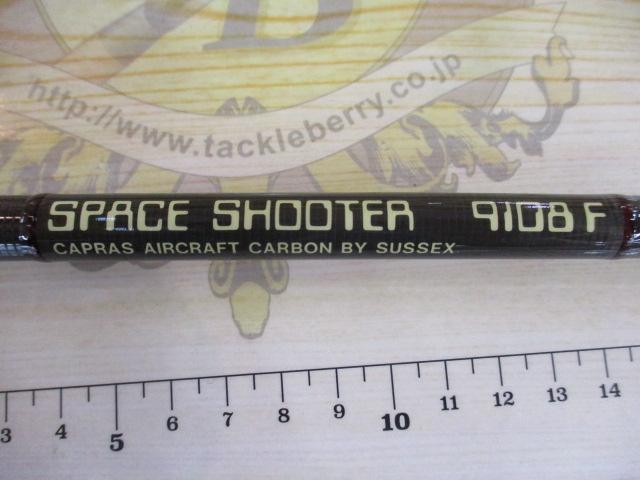 B
http://www.tackleberry.co.jp
SPACE SHOOTER 9108 F
CAPRAS AIRCRAFT CARBON BY SUSSEX
3 4 5 6 7 8 9 10 11 12 13 14